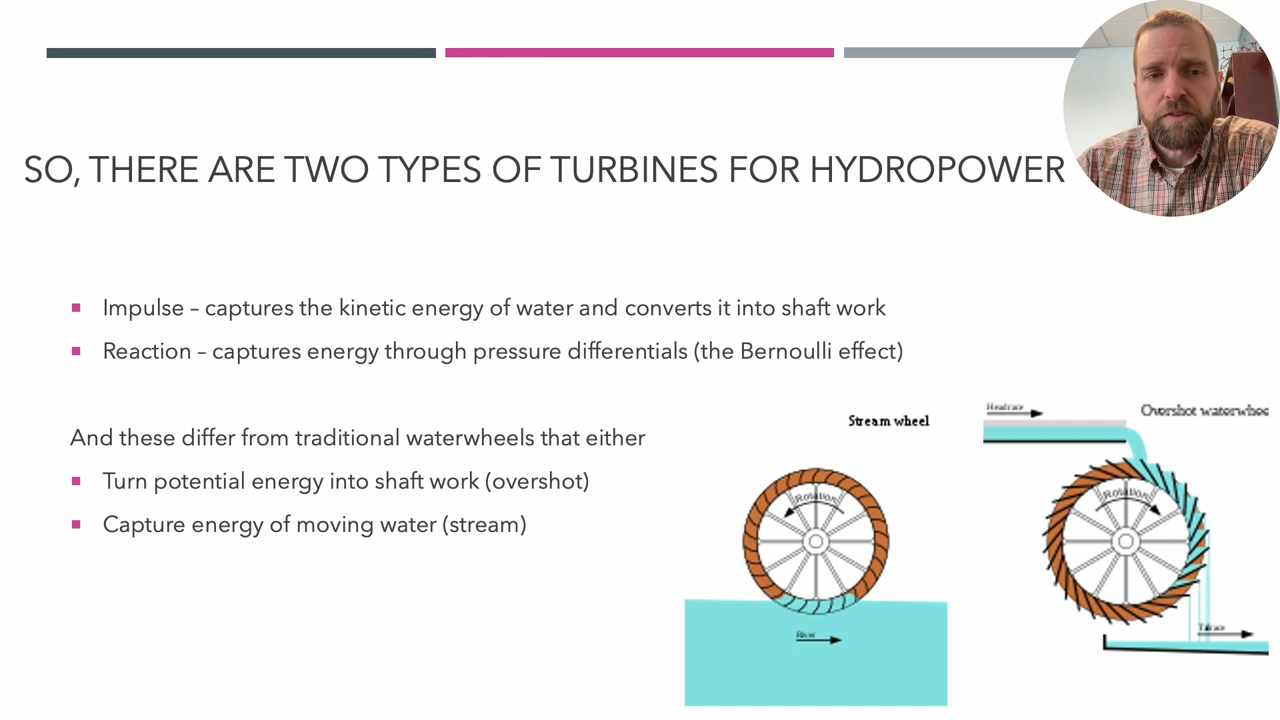 SO, THERE ARE TWO TYPES OF TURBINES FOR HYDROPOWER
Impulse – captures the kinetic energy of water and converts it into shaft work
Reaction – captures energy through pressure differentials (the Bernoulli effect)
And these differ from traditional waterwheels that either
Turn potential energy into shaft work (overshot)
Capture energy of moving water (stream)
Stream wheel
Rotation
River
Headrace
Overshot waterwhee
Rotation
Tailrace